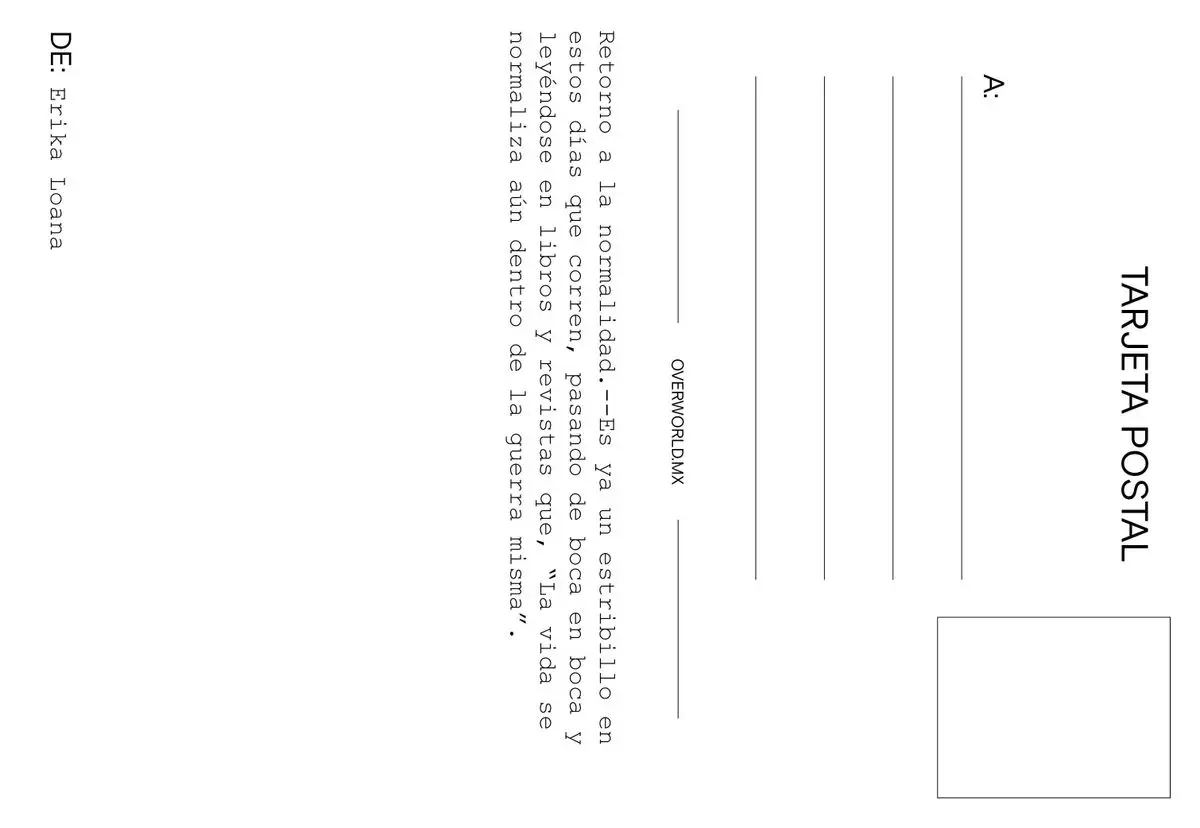 TARJETA POSTAL
A:
OVERWORLD.MX
Retorno a la normalidad.--Es ya un estribillo en
estos días que corren, pasando de boca en boca y
leyéndose en libros y revistas que, “La vida se
normaliza aún dentro de la guerra misma”.
DE: Erika Loana